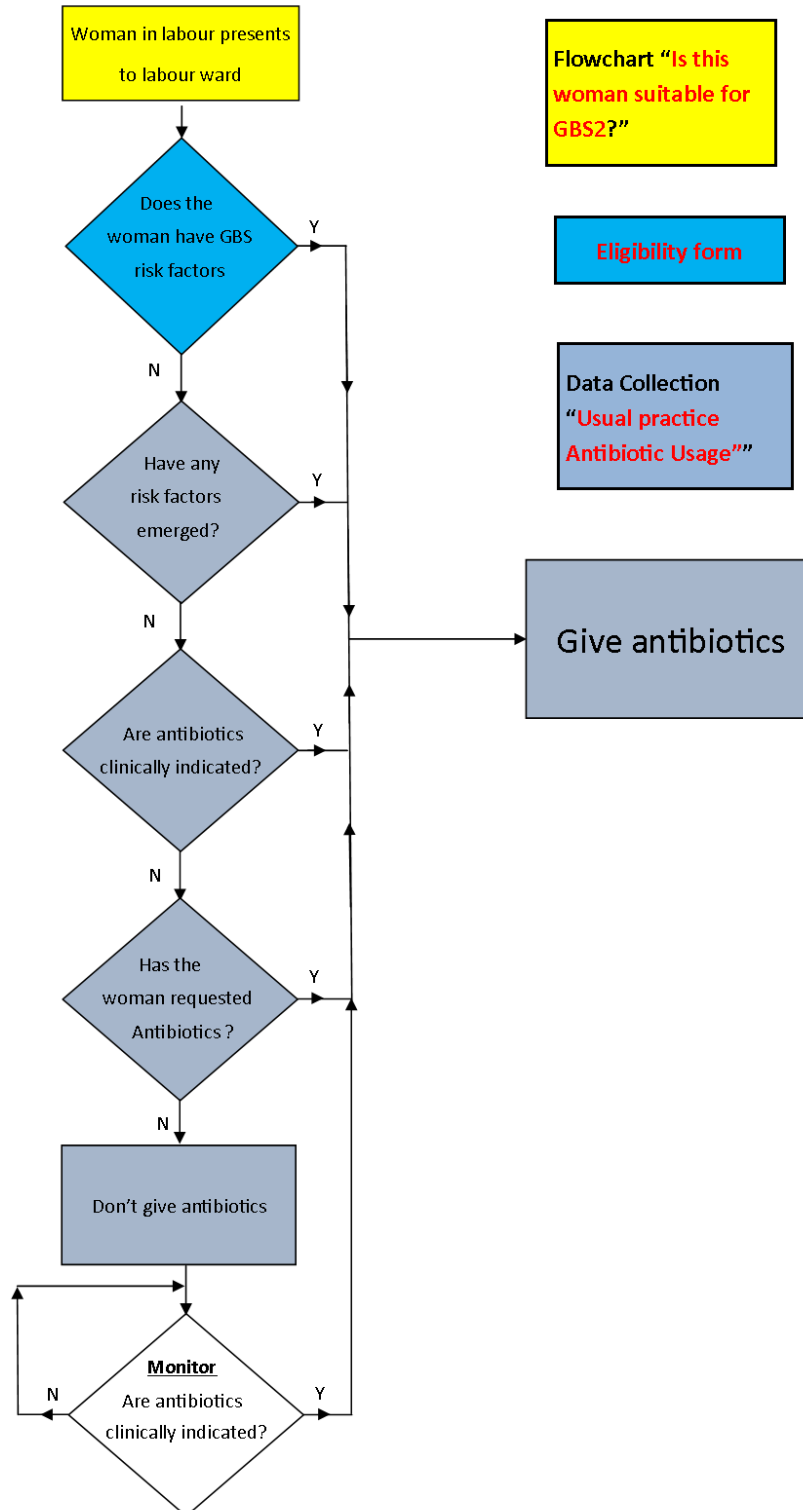 Woman in labour presents
to labour ward
Flowchart “Is this
woman suitable for
GBS2?”
Does the
woman have GBS
risk factors
Y
N
Eligibility form
Data Collection
“Usual practice
Antibiotic Usage””
Have any
risk factors
emerged?
Y
N
Give antibiotics
Are antibiotics
clinically indicated?
Y
N
Has the
woman requested
Antibiotics ?
Y
N
Don’t give antibiotics
Monitor
Are antibiotics
clinically indicated?
N
Y